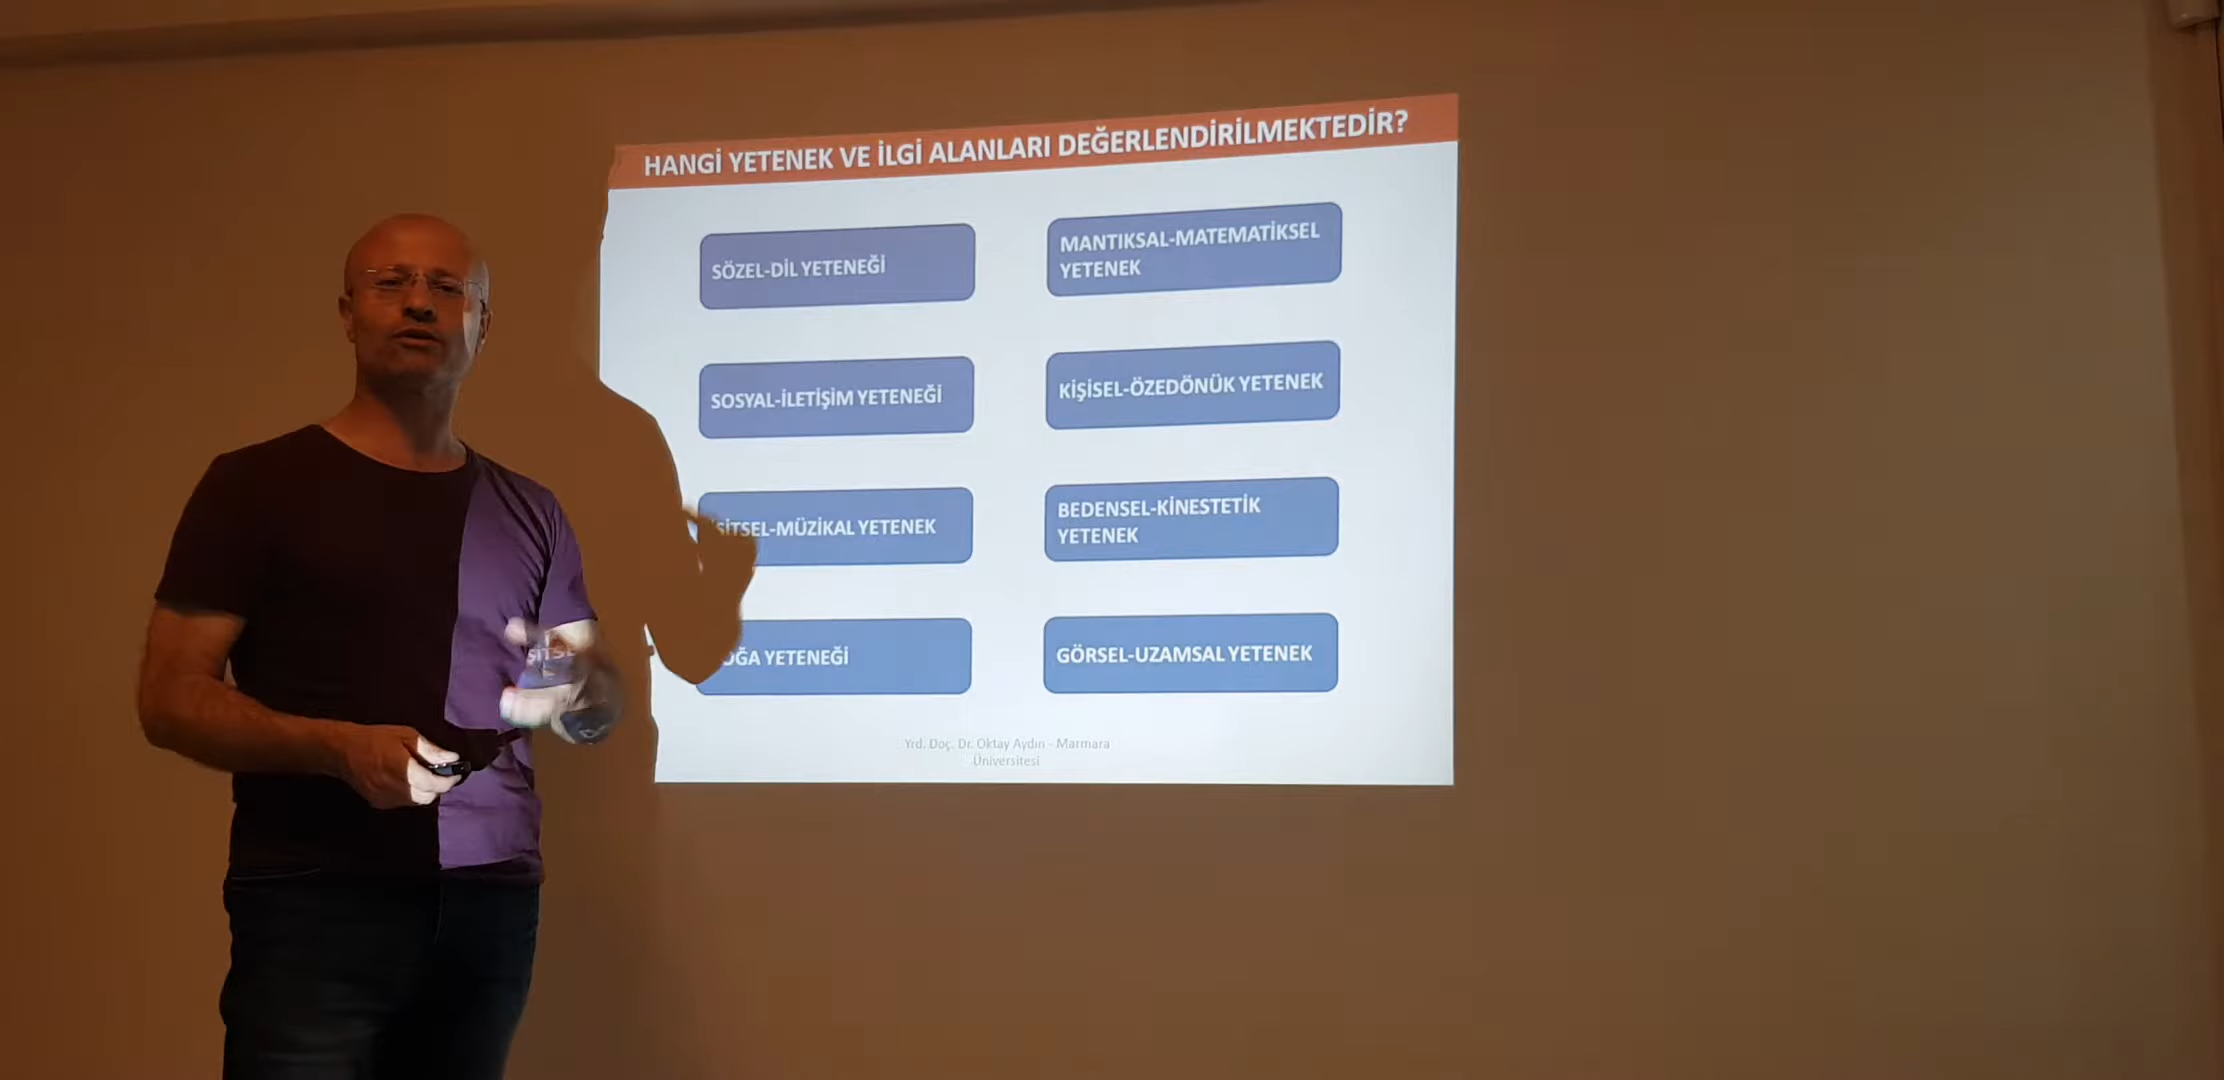 HANGİ YETENEK VE İLGİ ALANLARI DEĞERLENDİRİLMEKTEDİR?
SÖZEL-DİL YETENEĞİ
MANTIKSAL-MATEMATİKSEL
YETENEK
SOSYAL-İLETİŞİM YETENEĞİ
KİŞİSEL-ÖZEDÖNÜK YETENEK
ŞİTSEL-MÜZİKAL YETENEK
BEDENSEL-KİNESTETİK
YETENEK
OĞA YETENEĞİ
GÖRSEL-UZAMSAL YETENEK
Yrd. Doç. Dr. Oktay Aydın - Marmara
Üniversitesi